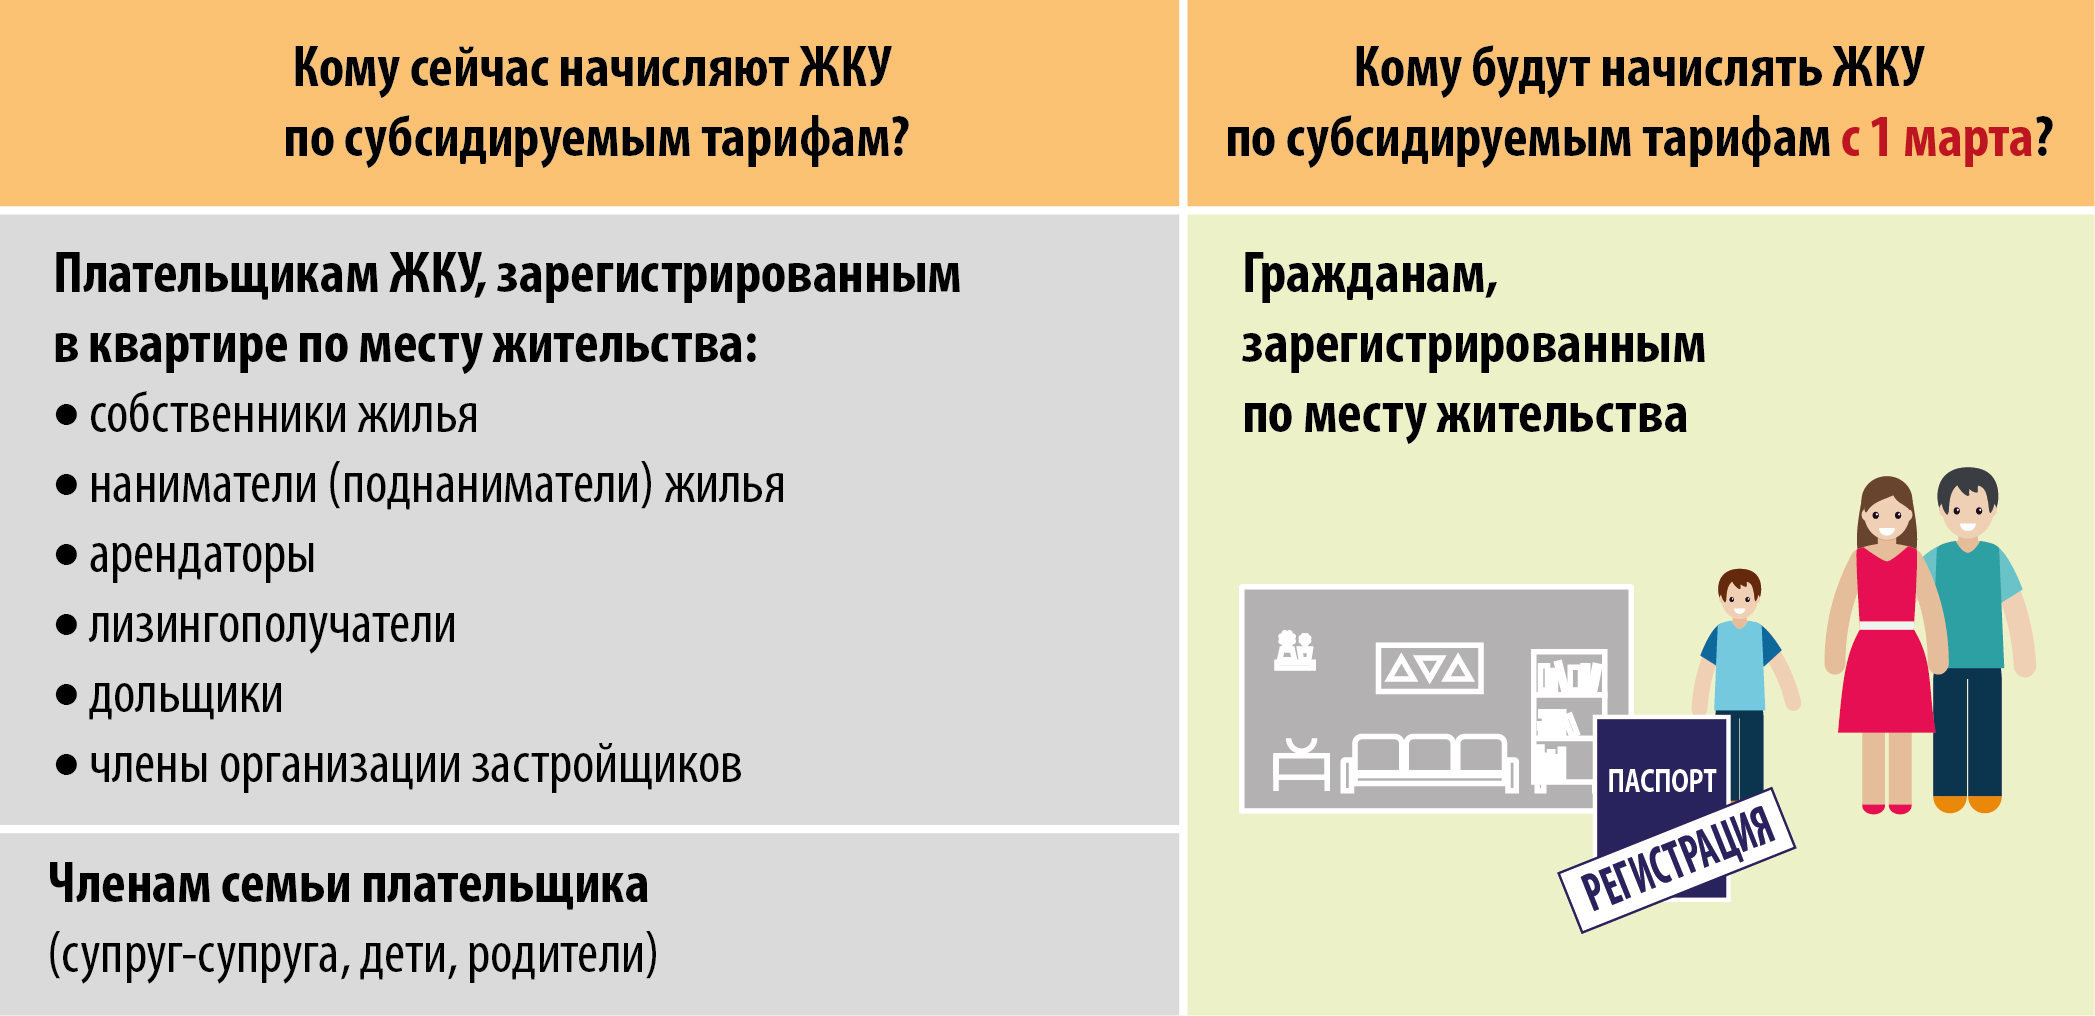 Кому сейчас начисляют ЖКУ
по субсидируемым тарифам?
Плательщикам ЖКУ, зарегистрированным
в квартире по месту жительства:
• собственники жилья
• наниматели (поднаниматели) жилья
• арендаторы
• лизингополучатели
• дольщики
• члены организации застройщиков
Членам семьи плательщика
(супруг-супруга, дети, родители)
Кому будут начислять ЖКУ
по субсидируемым тарифам с 1 марта?
Гражданам,
зарегистрированным
по месту жительства
ПАСПОРТ
РЕГИСТРАЦИЯ